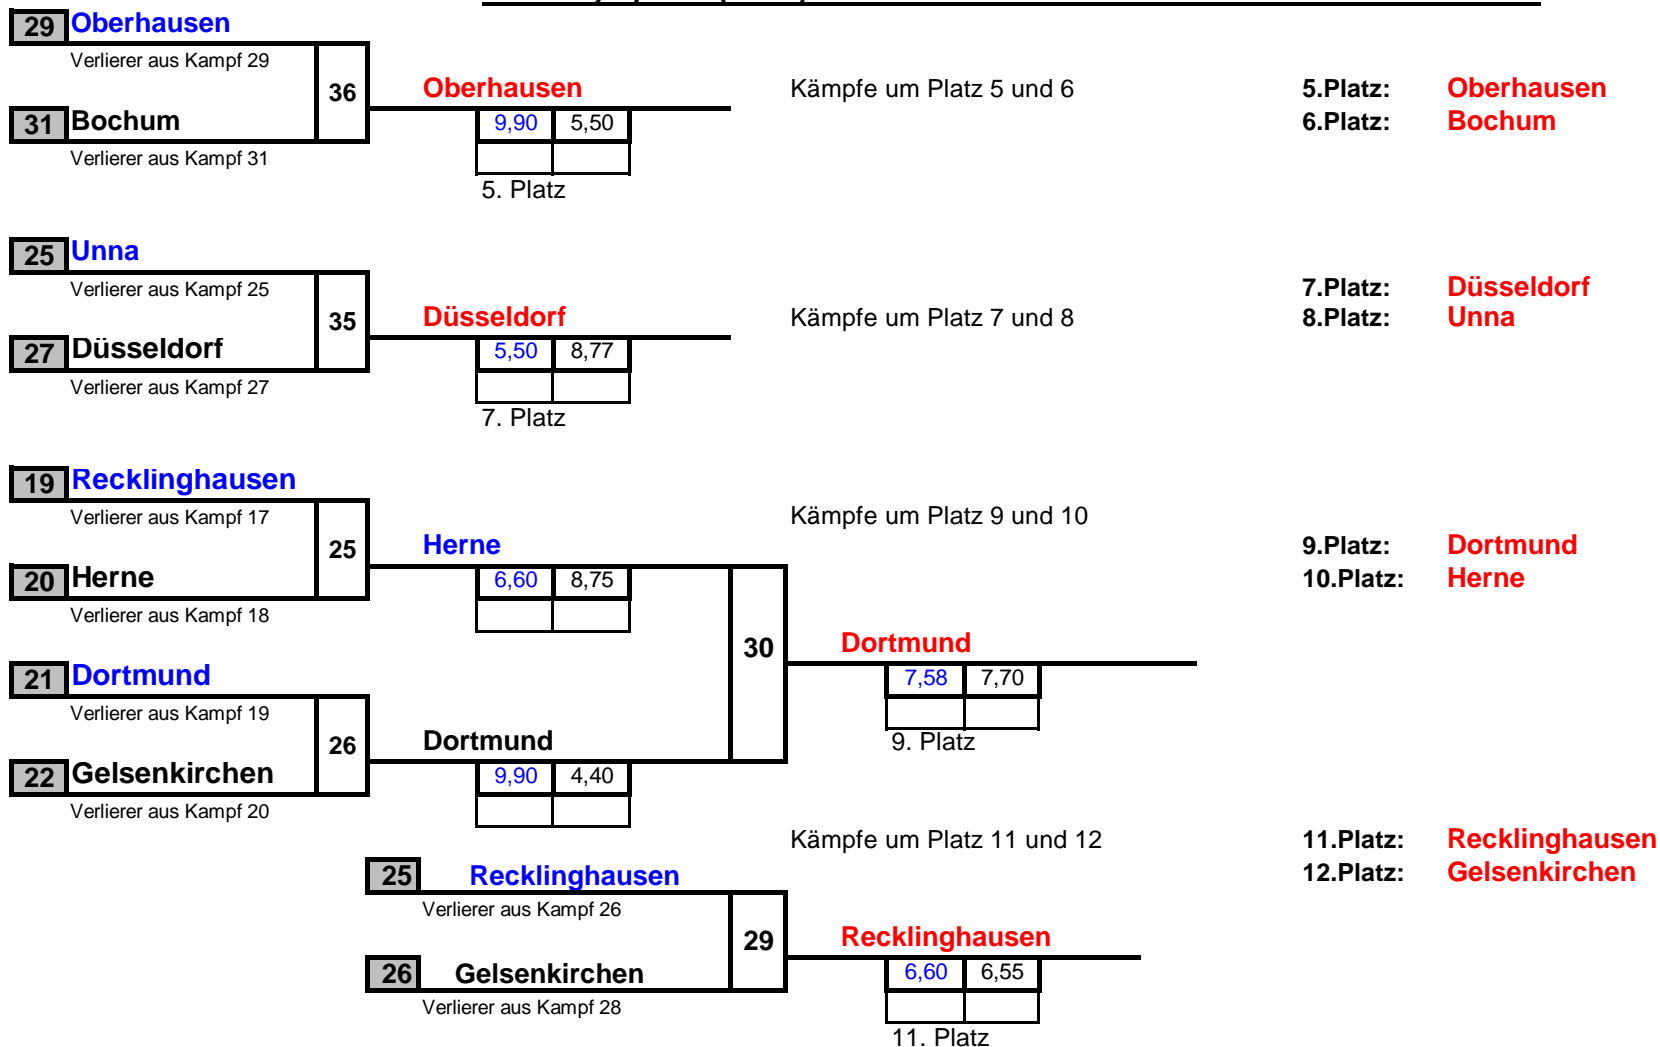 29 Oberhausen
Verlierer aus Kampf 29
36 Oberhausen Kämpfe um Platz 5 und 6 5.Platz: Oberhausen
31 Bochum 9,90 5,50 6.Platz: Bochum
Verlierer aus Kampf 31
5. Platz
25 Unna
Verlierer aus Kampf 25 7.Platz: Düsseldorf
35 Düsseldorf Kämpfe um Platz 7 und 8 8.Platz: Unna
27 Düsseldorf 5,50 8,77
Verlierer aus Kampf 27
7. Platz
19 Recklinghausen
Verlierer aus Kampf 17 Kämpfe um Platz 9 und 10
25 Herne 9.Platz: Dortmund
20 Herne 6,60 8,75 10.Platz: Herne
Verlierer aus Kampf 18
30 Dortmund
21 Dortmund 7,58 7,70
Verlierer aus Kampf 19
26 Dortmund 9. Platz
22 Gelsenkirchen 9,90 4,40
Verlierer aus Kampf 20
Kämpfe um Platz 11 und 12 11.Platz: Recklinghausen
25 Recklinghausen 12.Platz: Gelsenkirchen
Verlierer aus Kampf 26
29 Recklinghausen
26 Gelsenkirchen 6,60 6,55
Verlierer aus Kampf 28
11. Platz